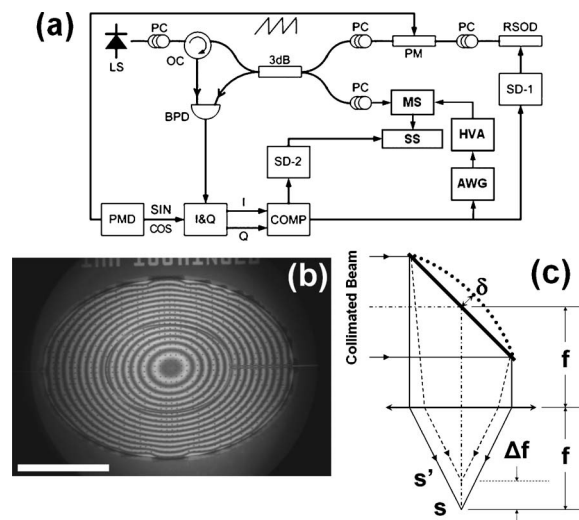 (a)
LS
PC
OC
BPD
3dB
PC
PM
PC
RSOD
PC
MS
SS
SD-1
HVA
AWG
SD-2
PMD
SIN
COS
I&Q
I
Q
COMP
(b)
(c)
Collimated Beam
δ
f
f
Δf
s'
s